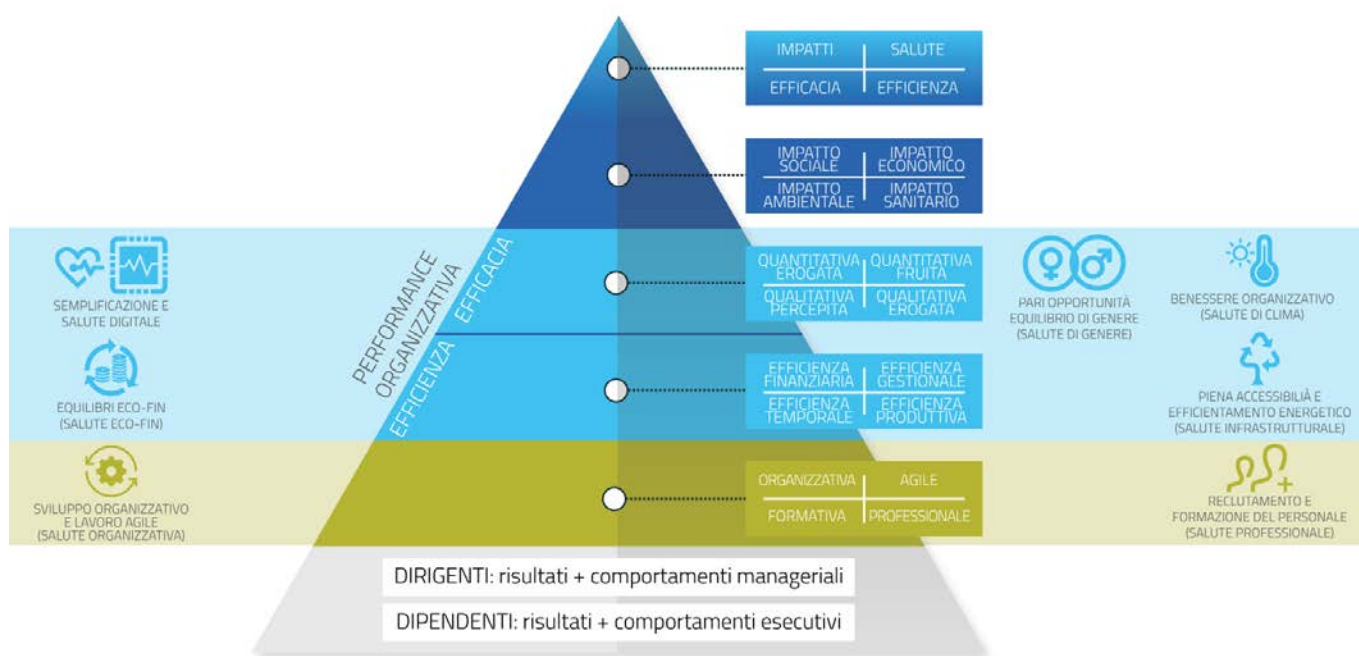 IMPATTI
SALUTE
EFFICACIA
EFFICIENZA
IMPATTO
SOCIALE
IMPATTO
ECONOMICO
IMPATTO
AMBIENTALE
IMPATTO
SANITARIO
SEMPLIFICAZIONE E
SALUTE DIGITALE
EQUILIBRI ECO-FIN
(SALUTE ECO-FIN)
SVILUPPO ORGANIZZATIVO
E LAVORO AGILE
(SALUTE ORGANIZZATIVA)
PERFORMANCE
ORGANIZZATIVA
EFFICACIA
EFFICIENZA
QUANTITATIVA
EROGATA
QUANTITATIVA
FRUITA
QUALITATIVA
PERCEPITA
QUALITATIVA
EROGATA
EFFICIENZA
FINANZIARIA
EFFICIENZA
GESTIONALE
EFFICIENZA
TEMPORALE
EFFICIENZA
PRODUTTIVA
ORGANIZZATIVA
AGILE
FORMATIVA
PROFESSIONALE
PARI OPPORTUNITÀ
EQUILIBRIO DI GENERE
(SALUTE DI GENERE)
BENESSERE ORGANIZZATIVO
(SALUTE DI CLIMA)
PIENA ACCESSIBILIÀ E
EFFICIENTAMENTO ENERGETICO
(SALUTE INFRASTRUTTURALE)
RECLUTAMENTO E
FORMAZIONE DEL PERSONALE
(SALUTE PROFESSIONALE)
DIRIGENTI: risultati + comportamenti manageriali
DIPENDENTI: risultati + comportamenti esecutivi